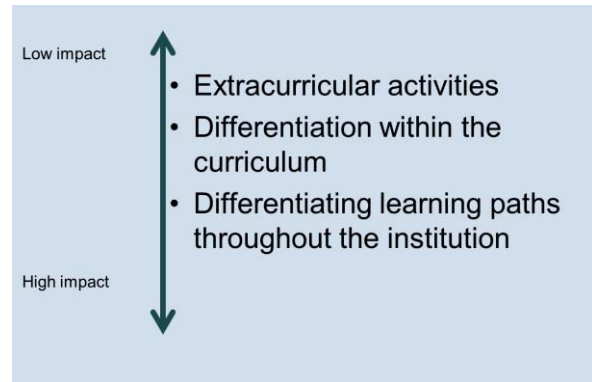 Low impact
• Extracurricular activities
• Differentiation within the
curriculum
• Differentiating learning paths
throughout the institution
High impact